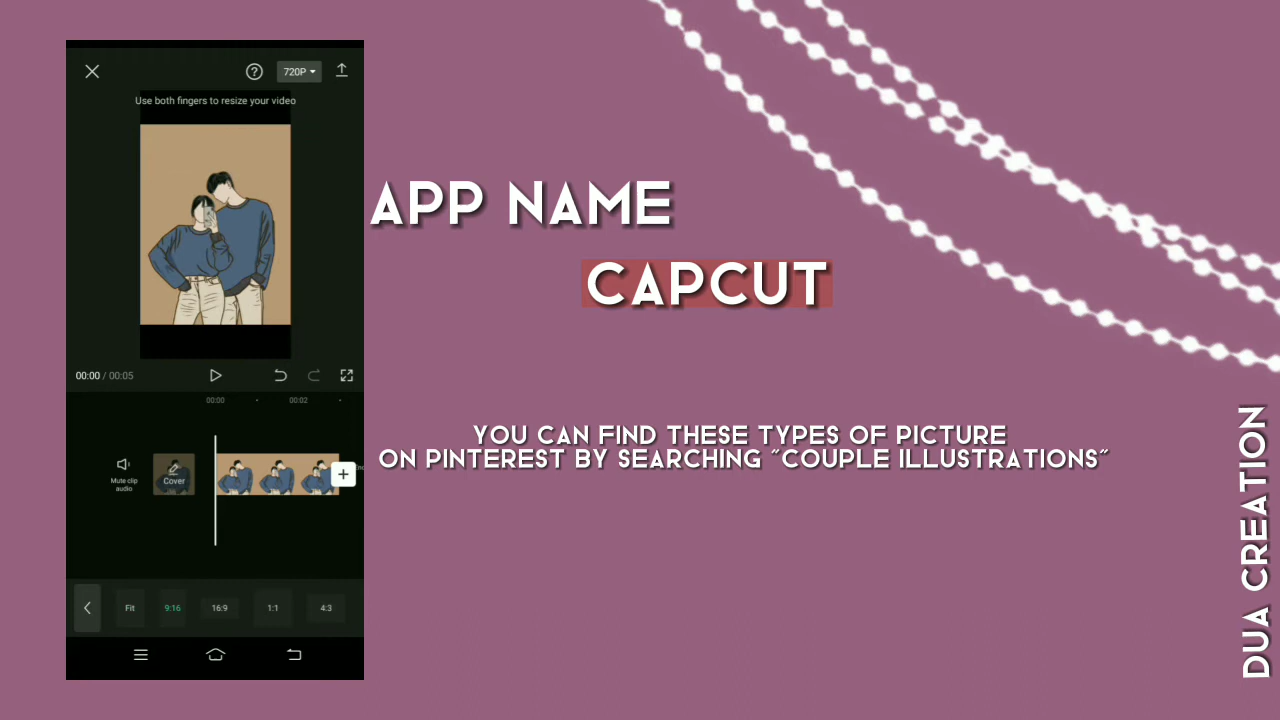 720P
Use both fingers to resize your video
00:00 / 00:05
00:00
00:02
Mute clip
audio
Cover
Fit
9:16
16:9
1:1
4:3
APP NAME
CAPCUT
YOU CAN FIND THESE TYPES OF PICTURE
ON PINTEREST BY SEARCHING "COUPLE ILLUSTRATIONS"
DUA CREATION